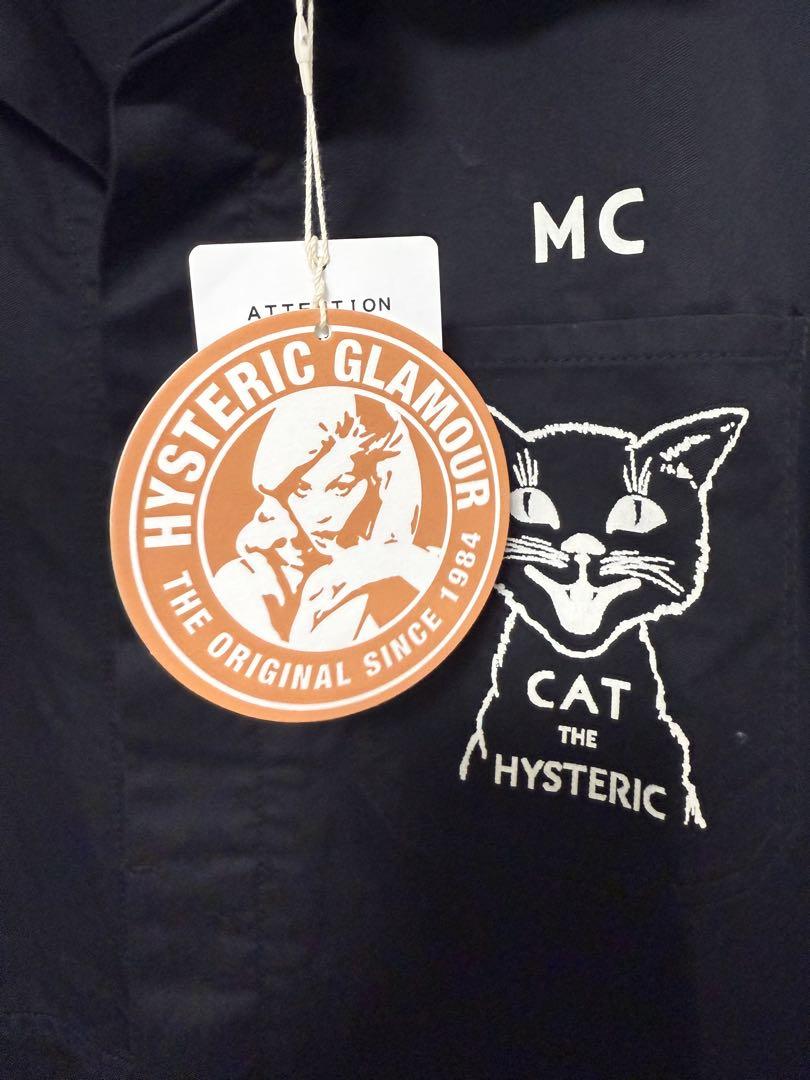 MC
ATTENTION
HYSTERIC GLAMOUR
THE ORIGINAL SINCE 1984
CAT
THE
HYSTERIC